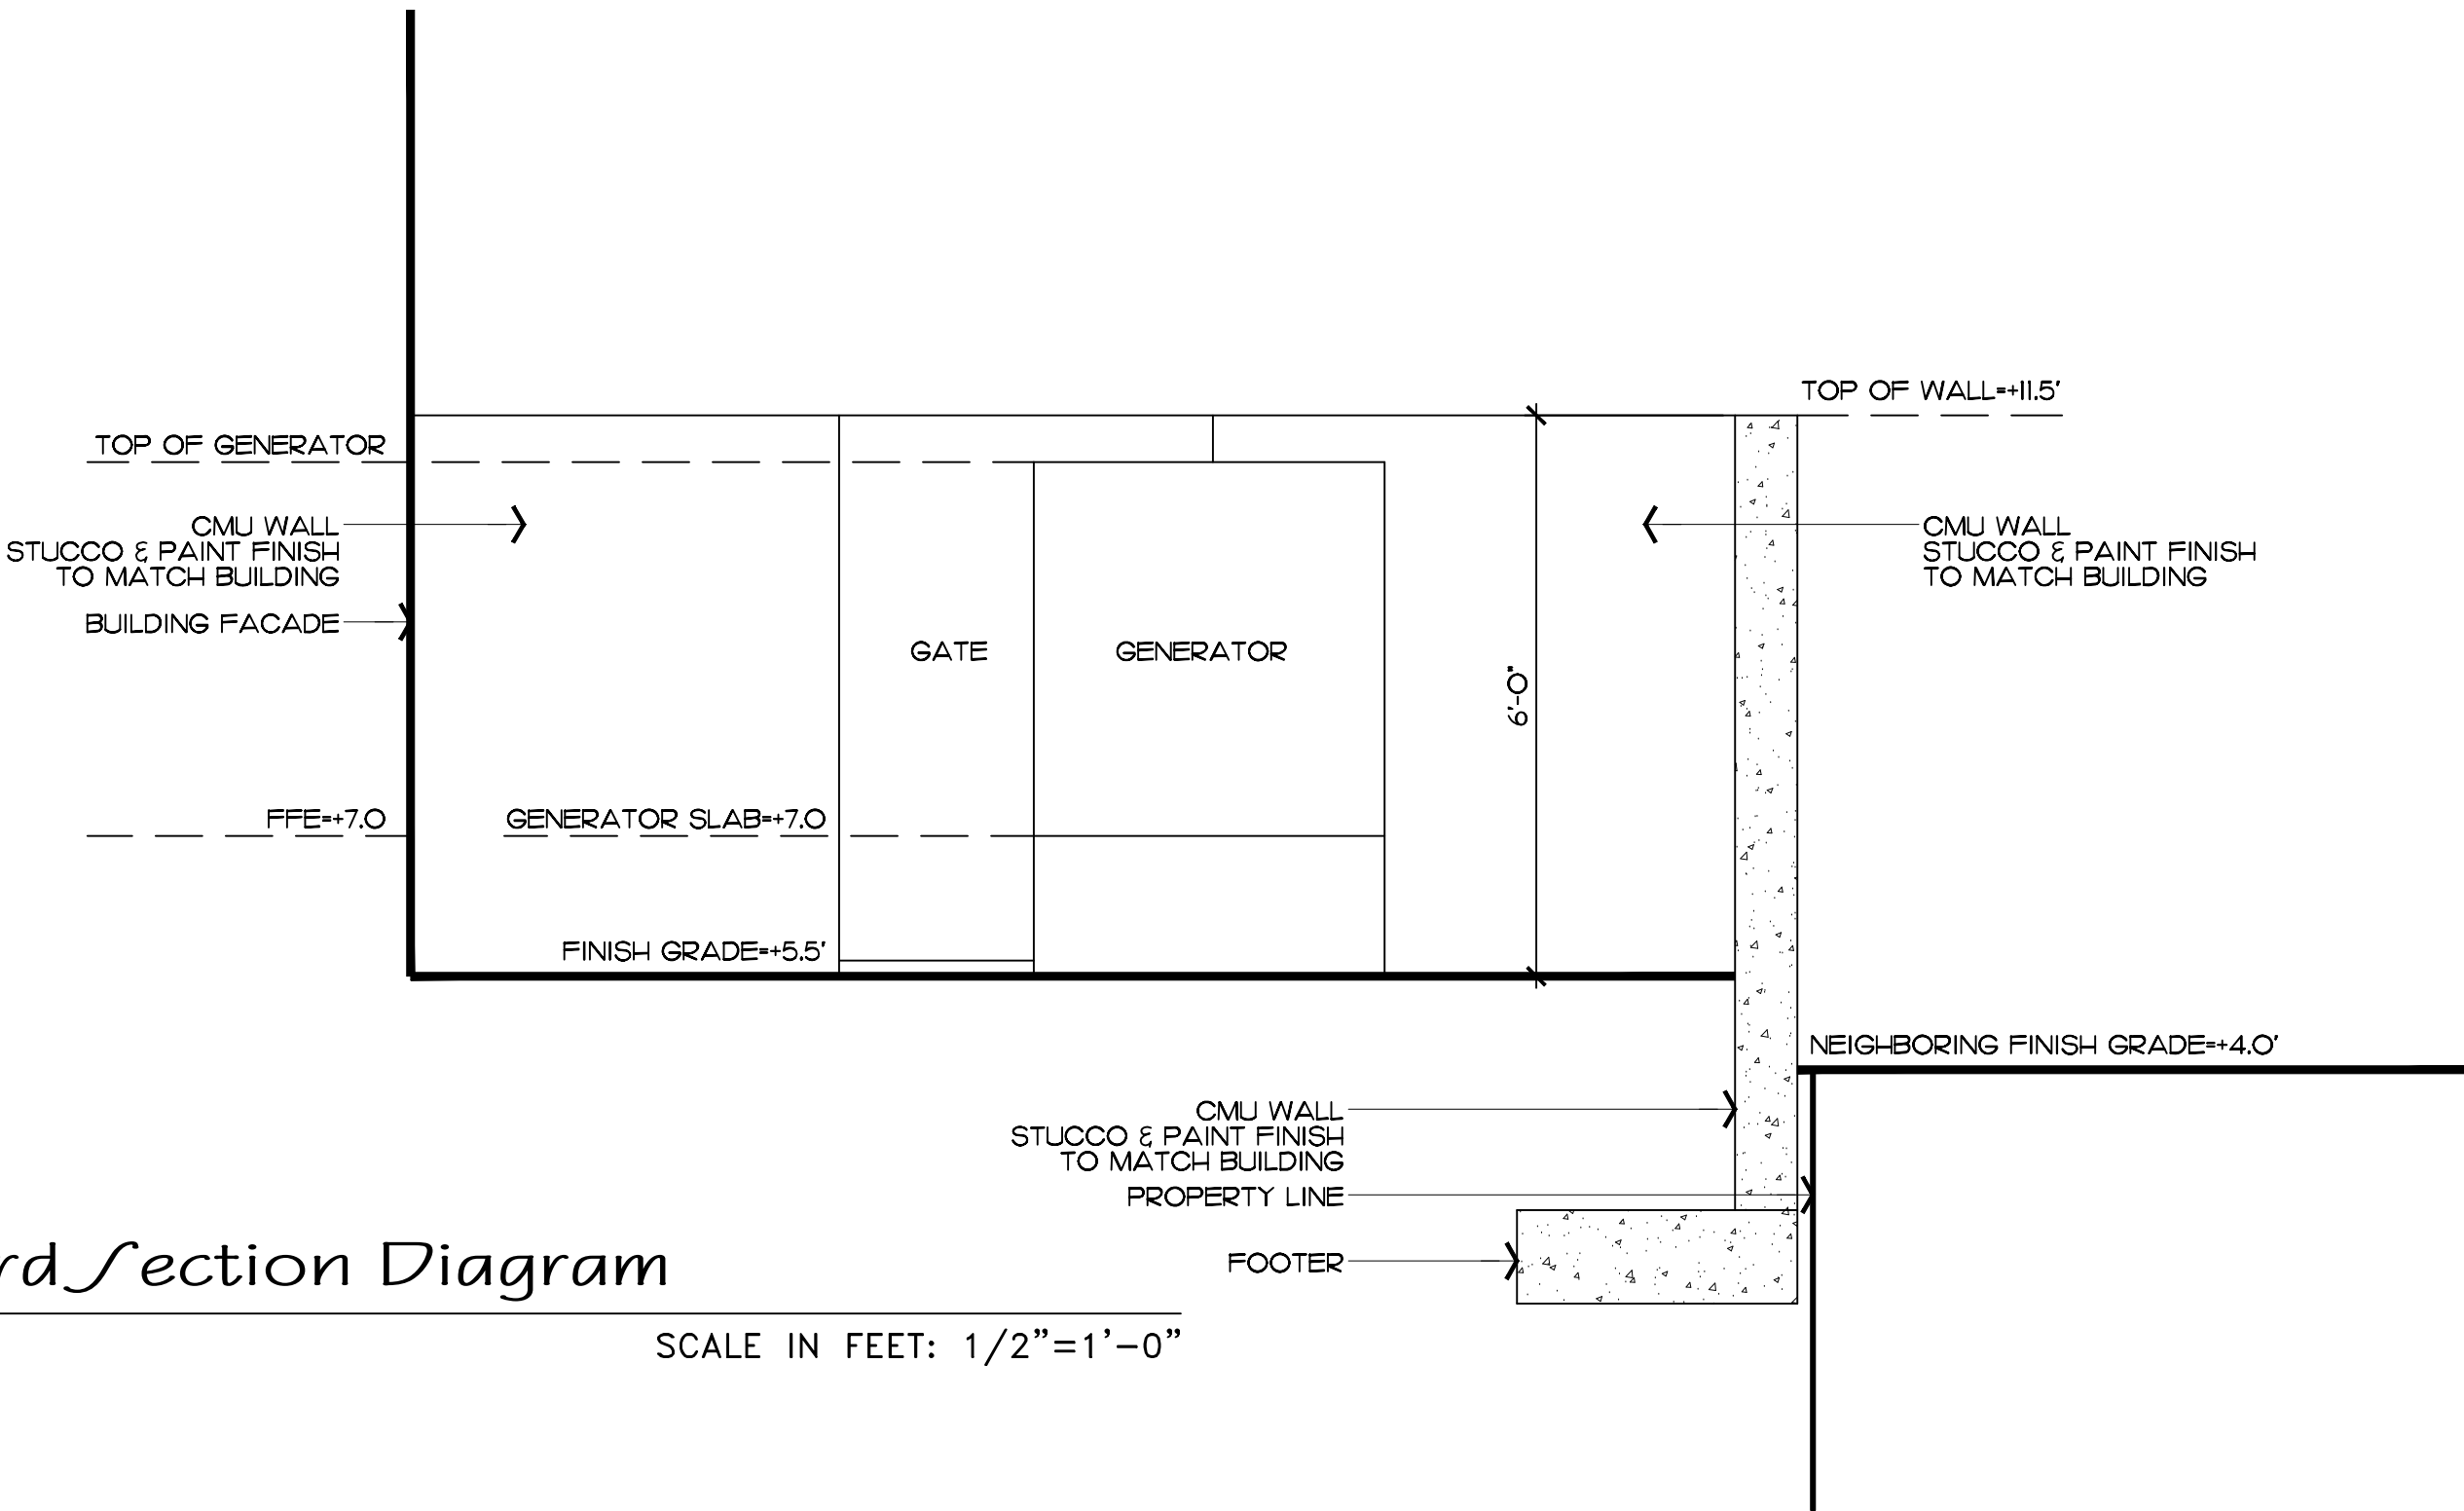 TOP OF WALL=+11.5'
TOP OF GENERATOR
CMU WALL
STUCCO & PAINT FINISH
TO MATCH BUILDING
BUILDING FACADE
CMU WALL
STUCCO & PAINT FINISH
TO MATCH BUILDING
GATE
GENERATOR
6'-0"
FFE=+7.0
GENERATOR SLAB=+7.0
FINISH GRADE=+5.5'
NEIGHBORING FINISH GRADE=+4.0'
CMU WALL
STUCCO & PAINT FINISH
TO MATCH BUILDING
PROPERTY LINE
FOOTER
rd Section Diagram
SCALE IN FEET: 1/2"=1'-0"